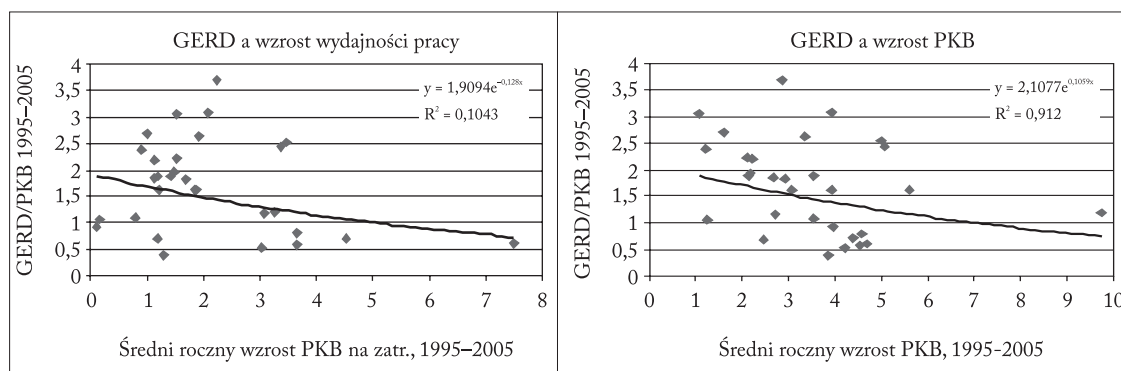 GERD a wzrost wydajności pracy
GERD/PKB 1995–2005
4
3,5
3
2,5
2
1,5
1
0,5
0
y = 1,9094e^–0,128x
R² = 0,1043
0 1 2 3 4 5 6 7 8
Średni roczny wzrost PKB na zatr., 1995–2005
GERD a wzrost PKB
GERD/PKB 1995–2005
4
3,5
3
2,5
2
1,5
1
0,5
0
y = 2,1077e^0,1059x
R² = 0,912
0 1 2 3 4 5 6 7 8 9 10
Średni roczny wzrost PKB, 1995-2005